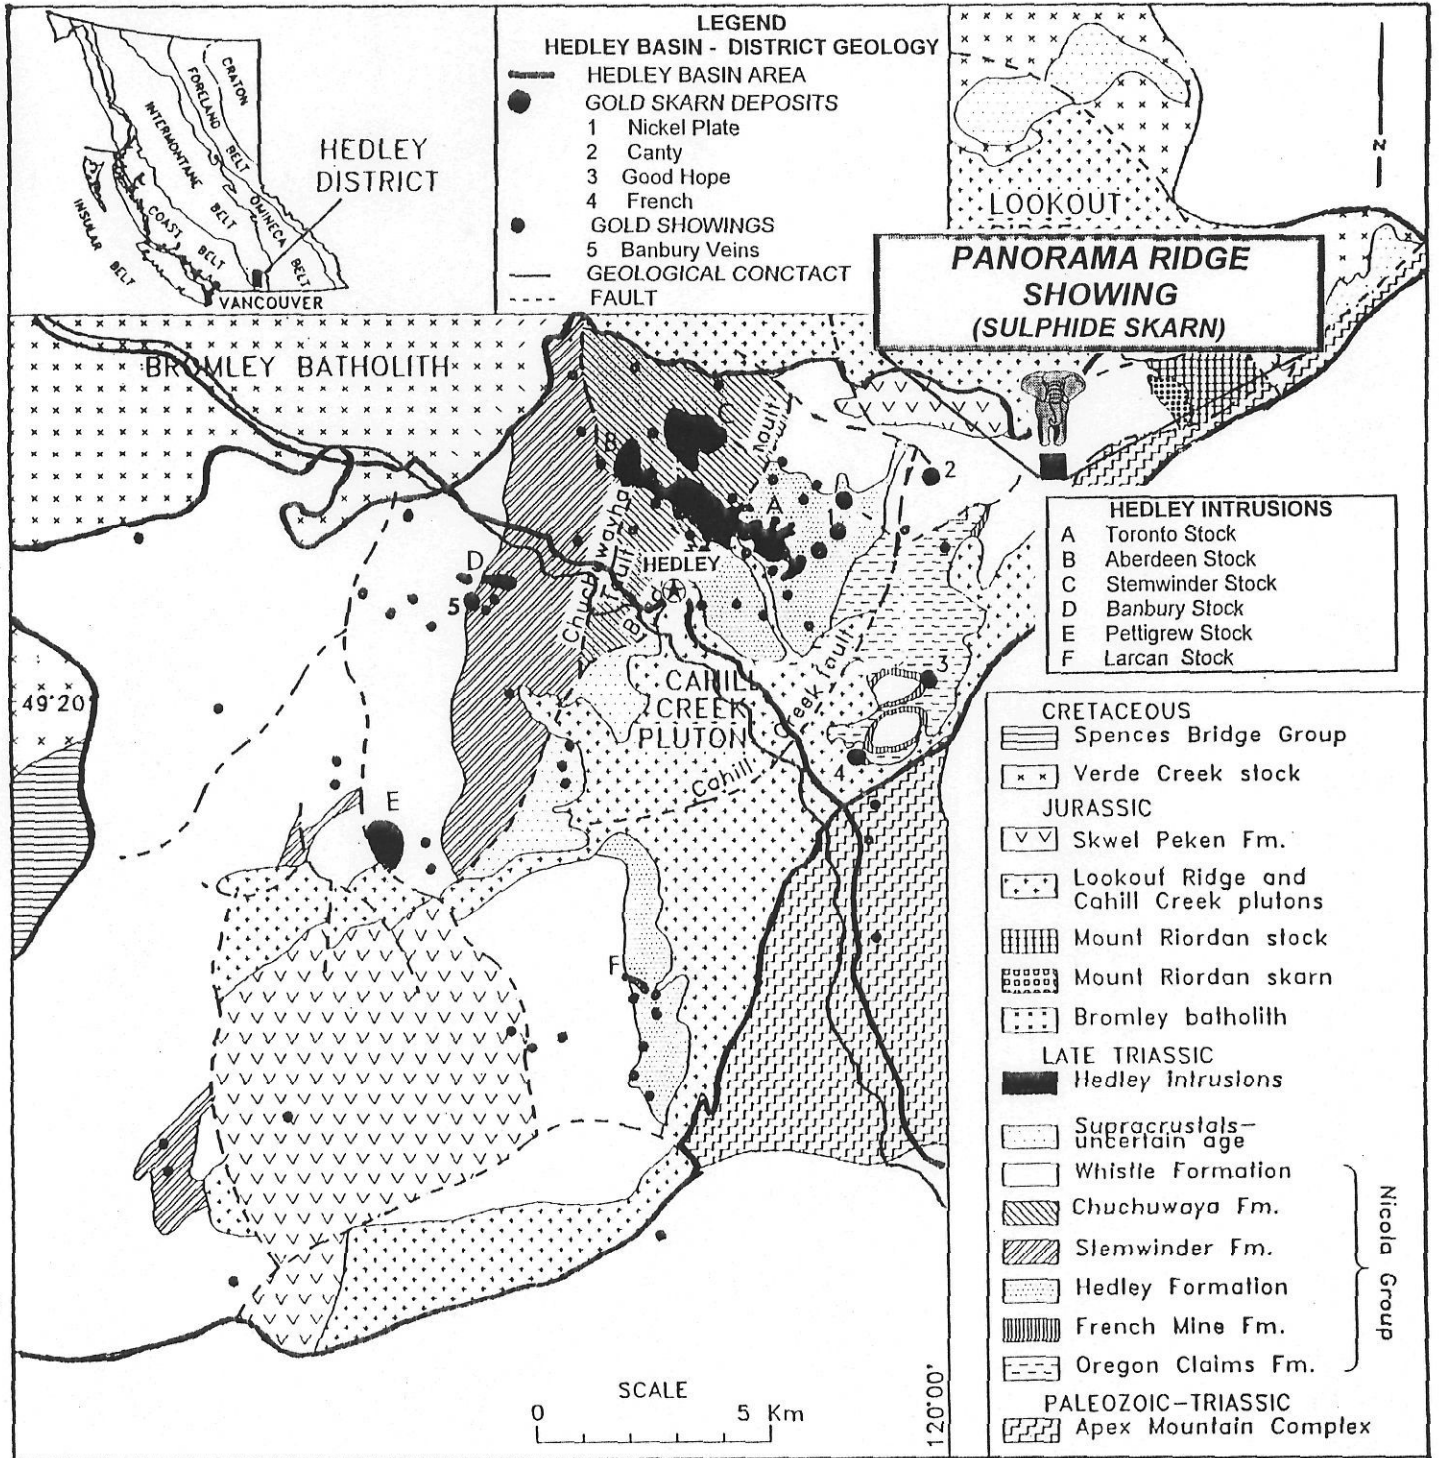 CRATON
FORELAND
BELT
INTERMONTANE
BELT
OMINECA
BELT
COAST
BELT
INSULAR
BELT
VANCOUVER
HEDLEY
DISTRICT
LEGEND
HEDLEY BASIN - DISTRICT GEOLOGY
HEDLEY BASIN AREA
GOLD SKARN DEPOSITS
1 Nickel Plate
2 Canty
3 Good Hope
4 French
GOLD SHOWINGS
5 Banbury Veins
GEOLOGICAL CONCTACT
FAULT
N
LOOKOUT
PANORAMA RIDGE
SHOWING
(SULPHIDE SKARN)
BROMLEY BATHOLITH
C
B
fault
2
A
1
HEDLEY
D
5
Chuchuwayha
fault
B
3
49°20'
CAHILL
CREEK
PLUTON
Cahill Creek fault
4
E
F
HEDLEY INTRUSIONS
A Toronto Stock
B Aberdeen Stock
C Stemwinder Stock
D Banbury Stock
E Pettigrew Stock
F Larcan Stock
CRETACEOUS
Spences Bridge Group
Verde Creek stock
JURASSIC
Skwel Peken Fm.
Lookout Ridge and
Cahill Creek plutons
Mount Riordan stock
Mount Riordan skarn
Bromley batholith
LATE TRIASSIC
Hedley Intrusions
Supracrustals-
uncertain age
Whistle Formation
Chuchuwaya Fm.
Slemwinder Fm.
Hedley Formation
French Mine Fm.
Oregon Claims Fm.
Nicola Group
PALEOZOIC-TRIASSIC
Apex Mountain Complex
SCALE
0 5 Km
120°00'